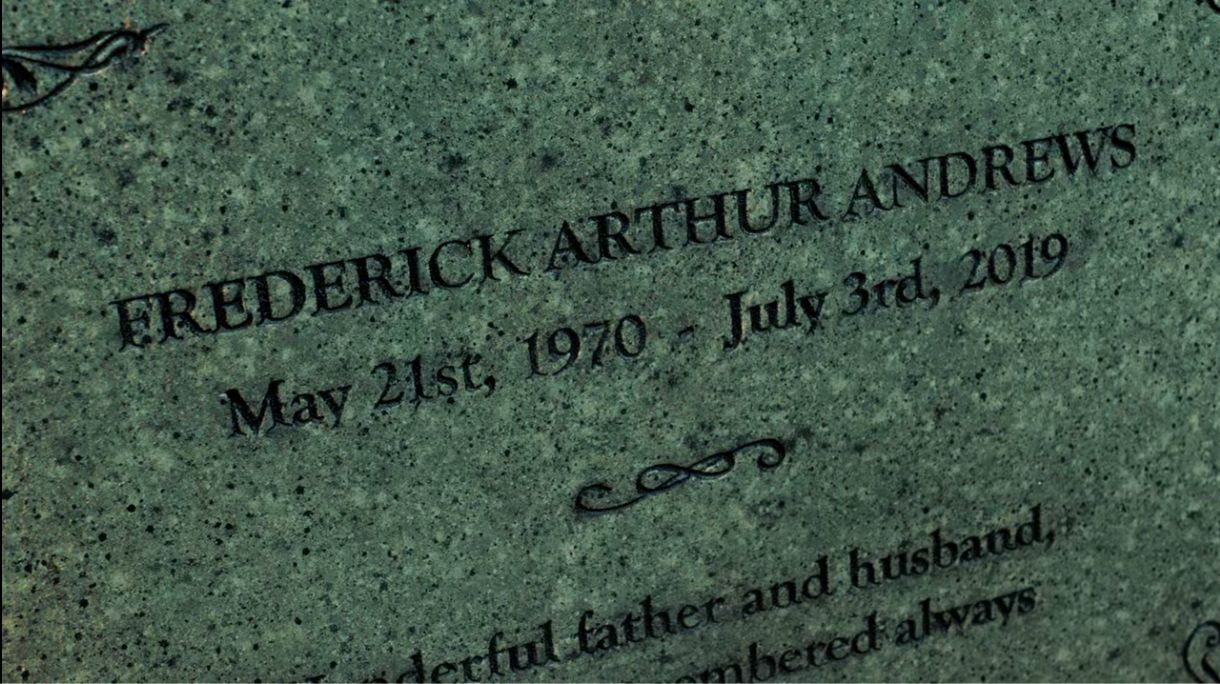 FREDERICK ARTHUR ANDREWS
May 21st, 1970 - July 3rd, 2019
father and husband,
always